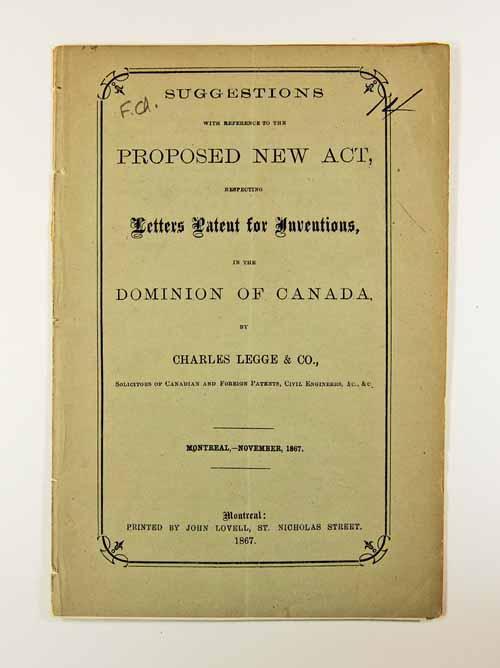 SUGGESTIONS
F.Cl.
WITH REFERENCE TO THE
PROPOSED NEW ACT,
RESPECTING
Letters Patent for Inventions,
IN THE
DOMINION OF CANADA,
BY
CHARLES LEGGE & CO.,
SOLICITORS OF CANADIAN AND FOREIGN PATENTS, CIVIL ENGINEERS, &C., &C.
MONTREAL,—NOVEMBER, 1867.
Montreal:
PRINTED BY JOHN LOVELL, ST. NICHOLAS STREET.
1867.